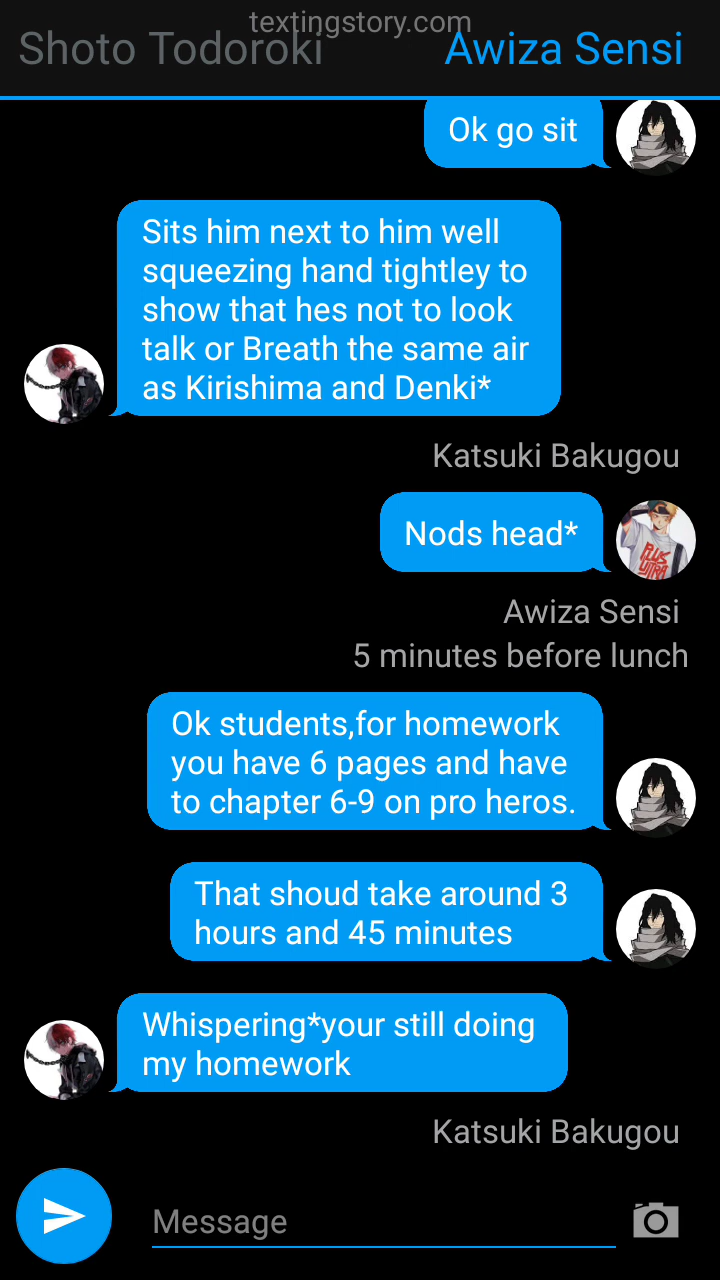 textingstory.com
Shoto Todoroki
Awiza Sensi
Ok go sit
Sits him next to him well
squeezing hand tightley to
show that hes not to look
talk or Breath the same air
as Kirishima and Denki*
Katsuki Bakugou
Nods head*
PLUS
ULTRA
Awiza Sensi
5 minutes before lunch
Ok students,for homework
you have 6 pages and have
to chapter 6-9 on pro heros.
That shoud take around 3
hours and 45 minutes
Whispering*your still doing
my homework
Katsuki Bakugou
Message